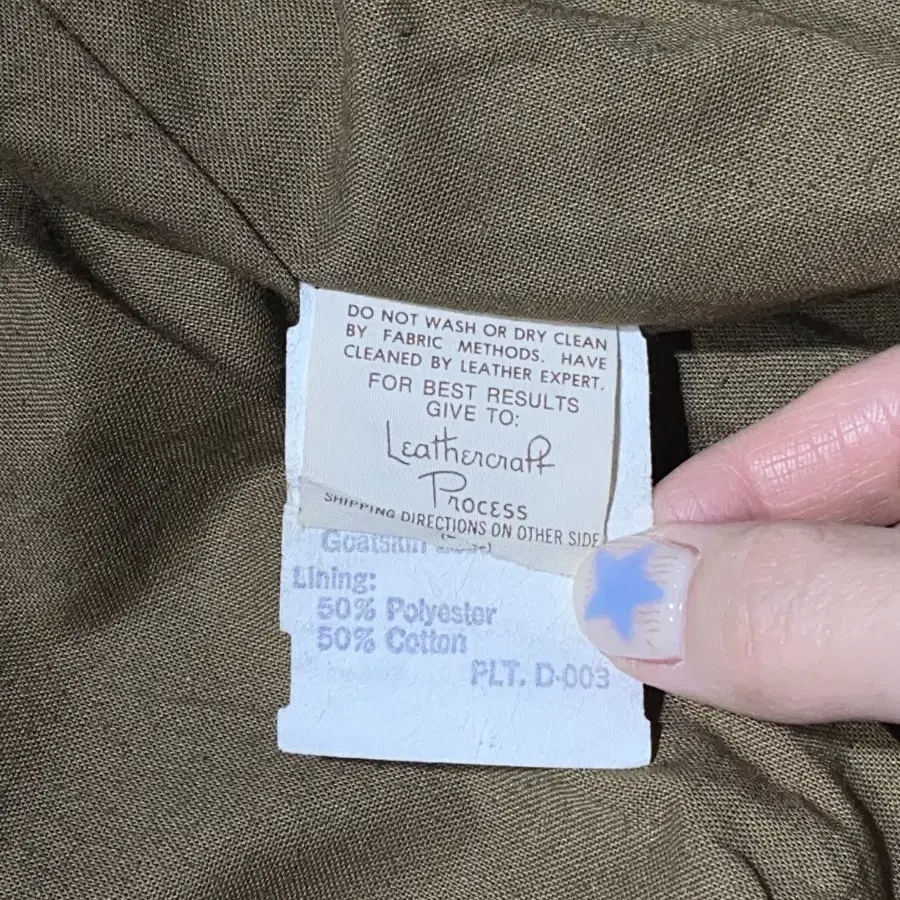 DO NOT WASH OR DRY CLEAN
BY FABRIC METHODS. HAVE
CLEANED BY LEATHER EXPERT.
FOR BEST RESULTS
GIVE TO:
Leathercraft
Process
SHIPPING DIRECTIONS ON OTHER SIDE
Goatskin
Lining:
50% Polyester
50% Cotton
PLT. D-003